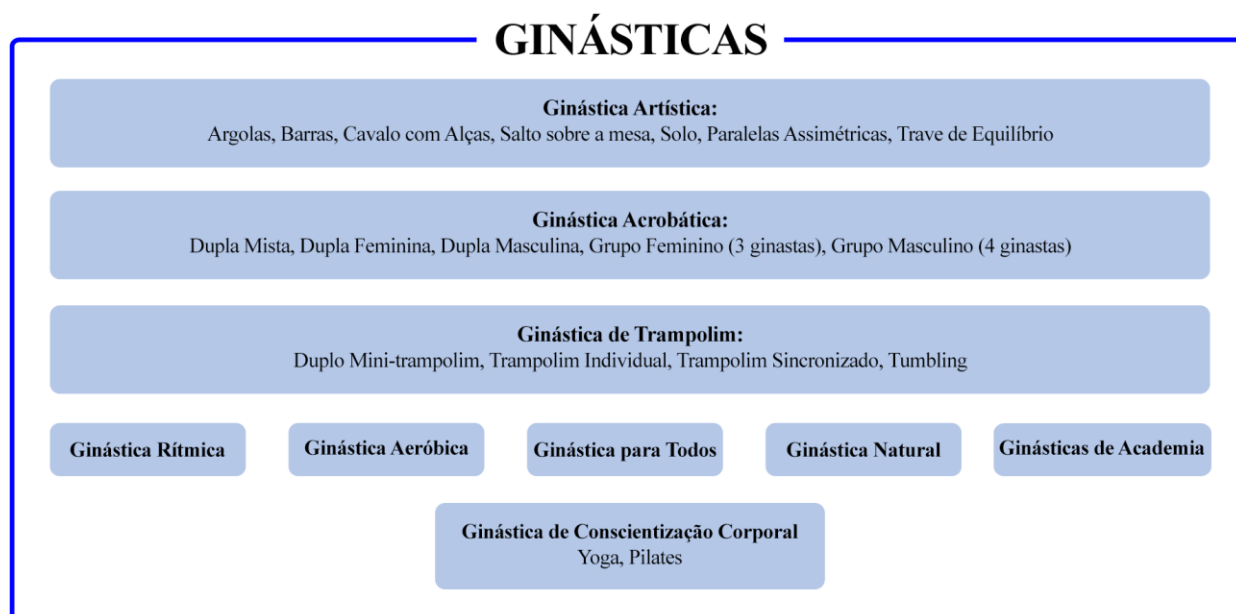 GINÁSTICAS
Ginástica Artística:
Argolas, Barras, Cavalo com Alças, Salto sobre a mesa, Solo, Paralelas Assimétricas, Trave de Equilíbrio
Ginástica Acrobática:
Dupla Mista, Dupla Feminina, Dupla Masculina, Grupo Feminino (3 ginastas), Grupo Masculino (4 ginastas)
Ginástica de Trampolim:
Duplo Mini-trampolim, Trampolim Individual, Trampolim Sincronizado, Tumbling
Ginástica Rítmica
Ginástica Aeróbica
Ginástica para Todos
Ginástica Natural
Ginásticas de Academia
Ginástica de Conscientização Corporal
Yoga, Pilates